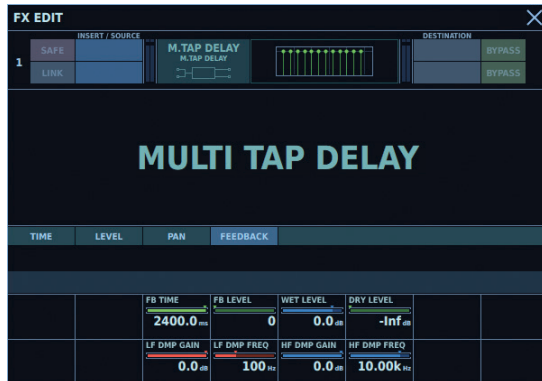 FX EDIT
INSERT / SOURCE
DESTINATION
1
SAFE
LINK
M.TAP DELAY
M.TAP DELAY
BYPASS
BYPASS
MULTI TAP DELAY
TIME LEVEL PAN FEEDBACK
FB TIME FB LEVEL WET LEVEL DRY LEVEL
2400.0 ms 0 0.0 dB -Inf dB
LF DMP GAIN LF DMP FREQ HF DMP GAIN HF DMP FREQ
0.0 dB 100 Hz 0.0 dB 10.00k Hz